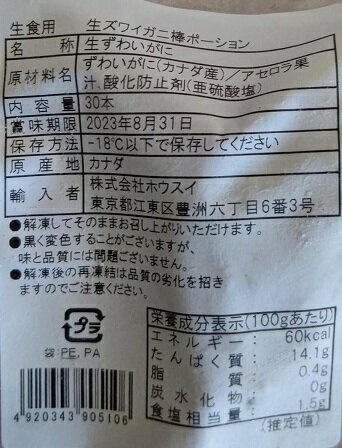 生食用 生ズワイガニ棒ポーション
名称 生ずわいがに
原材料名 ずわいがに(カナダ産)/アセロラ果
汁、酸化防止剤(亜硫酸塩)
内容量 30本
賞味期限 2023年8月31日
保存方法 -18℃以下で保存してください
原産地 カナダ
輸入者 株式会社ホウスイ
東京都江東区豊洲六丁目6番3号
●解凍してそのままお召し上がりいただけます。
●黒く変色することがございますが、
味と品質には問題ございません。
●解凍後の再凍結は品質の劣化を招き
ますのでご注意ください。
プラ
袋:PE, PA
栄養成分表示(100gあたり)
エネルギー: 60kcal
たんぱく質: 14.1g
脂質: 0.4g
炭水化物: 0g
食塩相当量: 1.5g
(推定値)
4 920343 905106